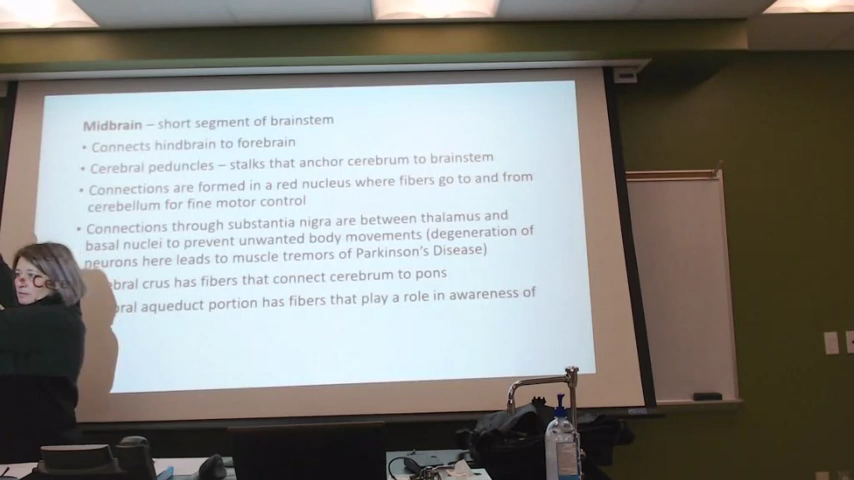 Midbrain – short segment of brainstem
• Connects hindbrain to forebrain
• Cerebral peduncles – stalks that anchor cerebrum to brainstem
• Connections are formed in a red nucleus where fibers go to and from
cerebellum for fine motor control
• Connections through substantia nigra are between thalamus and
basal nuclei to prevent unwanted body movements (degeneration of
neurons here leads to muscle tremors of Parkinson's Disease)
Cerebral crus has fibers that connect cerebrum to pons
aqueduct portion has fibers that play a role in awareness of